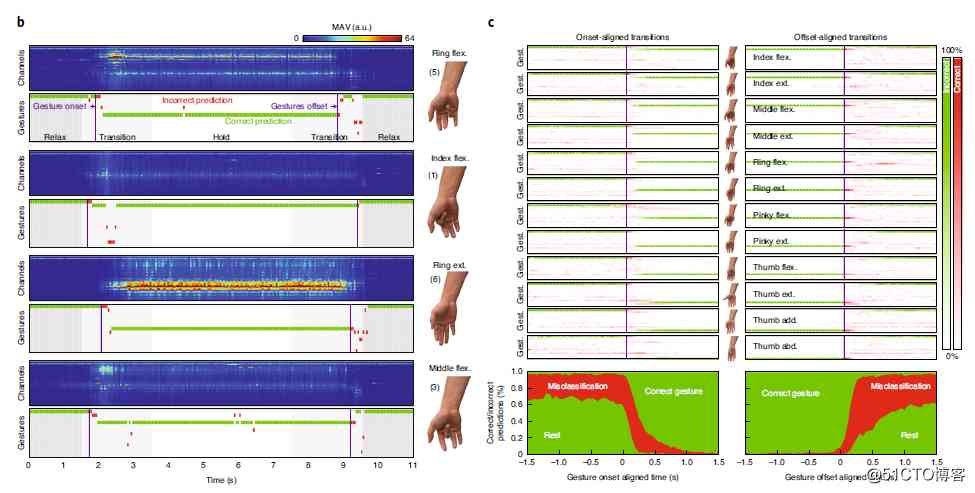 b
MAV (a.u.)
0 64
Channels
Ring flex.
(5)
Gestures
Gesture onset
Incorrect prediction
Gestures offset
Correct prediction
Relax Transition Hold Transition Relax
Channels
Index flex.
(1)
Gestures
Channels
Ring ext.
(6)
Gestures
Channels
Middle flex.
(3)
Gestures
0 1 2 3 4 5 6 7 8 9 10 11
Time (s)
c
Onset-aligned transitions Offset-aligned transitions
100%
Incorrect
Correct
0%
Gest. Index flex.
Gest. Index ext.
Gest. Middle flex.
Gest. Middle ext.
Gest. Ring flex.
Gest. Ring ext.
Gest. Pinky flex.
Gest. Pinky ext.
Gest. Thumb flex.
Gest. Thumb ext.
Gest. Thumb add.
Gest. Thumb abd.
Correct/incorrect
predictions (%)
1.0
0.8
0.6
0.4
0.2
0
Misclassification
Correct gesture
Rest
Correct gesture
Misclassification
Rest
−1.5 −1.0 −0.5 0 0.5 1.0 1.5
Gesture onset aligned time (s)
−1.5 −1.0 −0.5 0 0.5 1.0 1.5
Gesture offset aligned
@51CTO博客